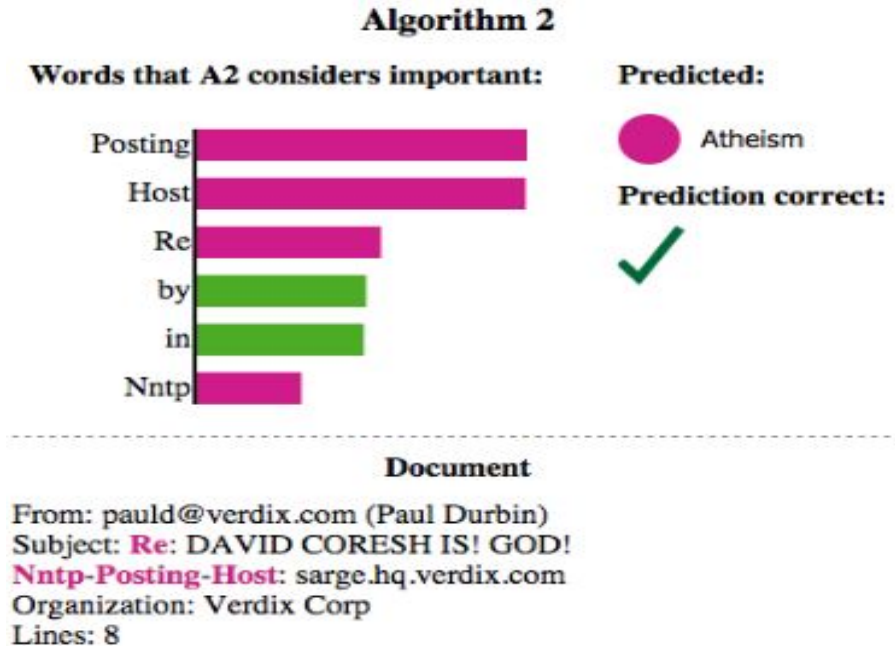 Algorithm 2
Words that A2 considers important:
Predicted:
Posting
Host
Re
by
in
Nntp
Atheism
Prediction correct:
Document
From: pauld@verdix.com (Paul Durbin)
Subject: Re: DAVID CORESH IS! GOD!
Nntp-Posting-Host: sarge.hq.verdix.com
Organization: Verdix Corp
Lines: 8